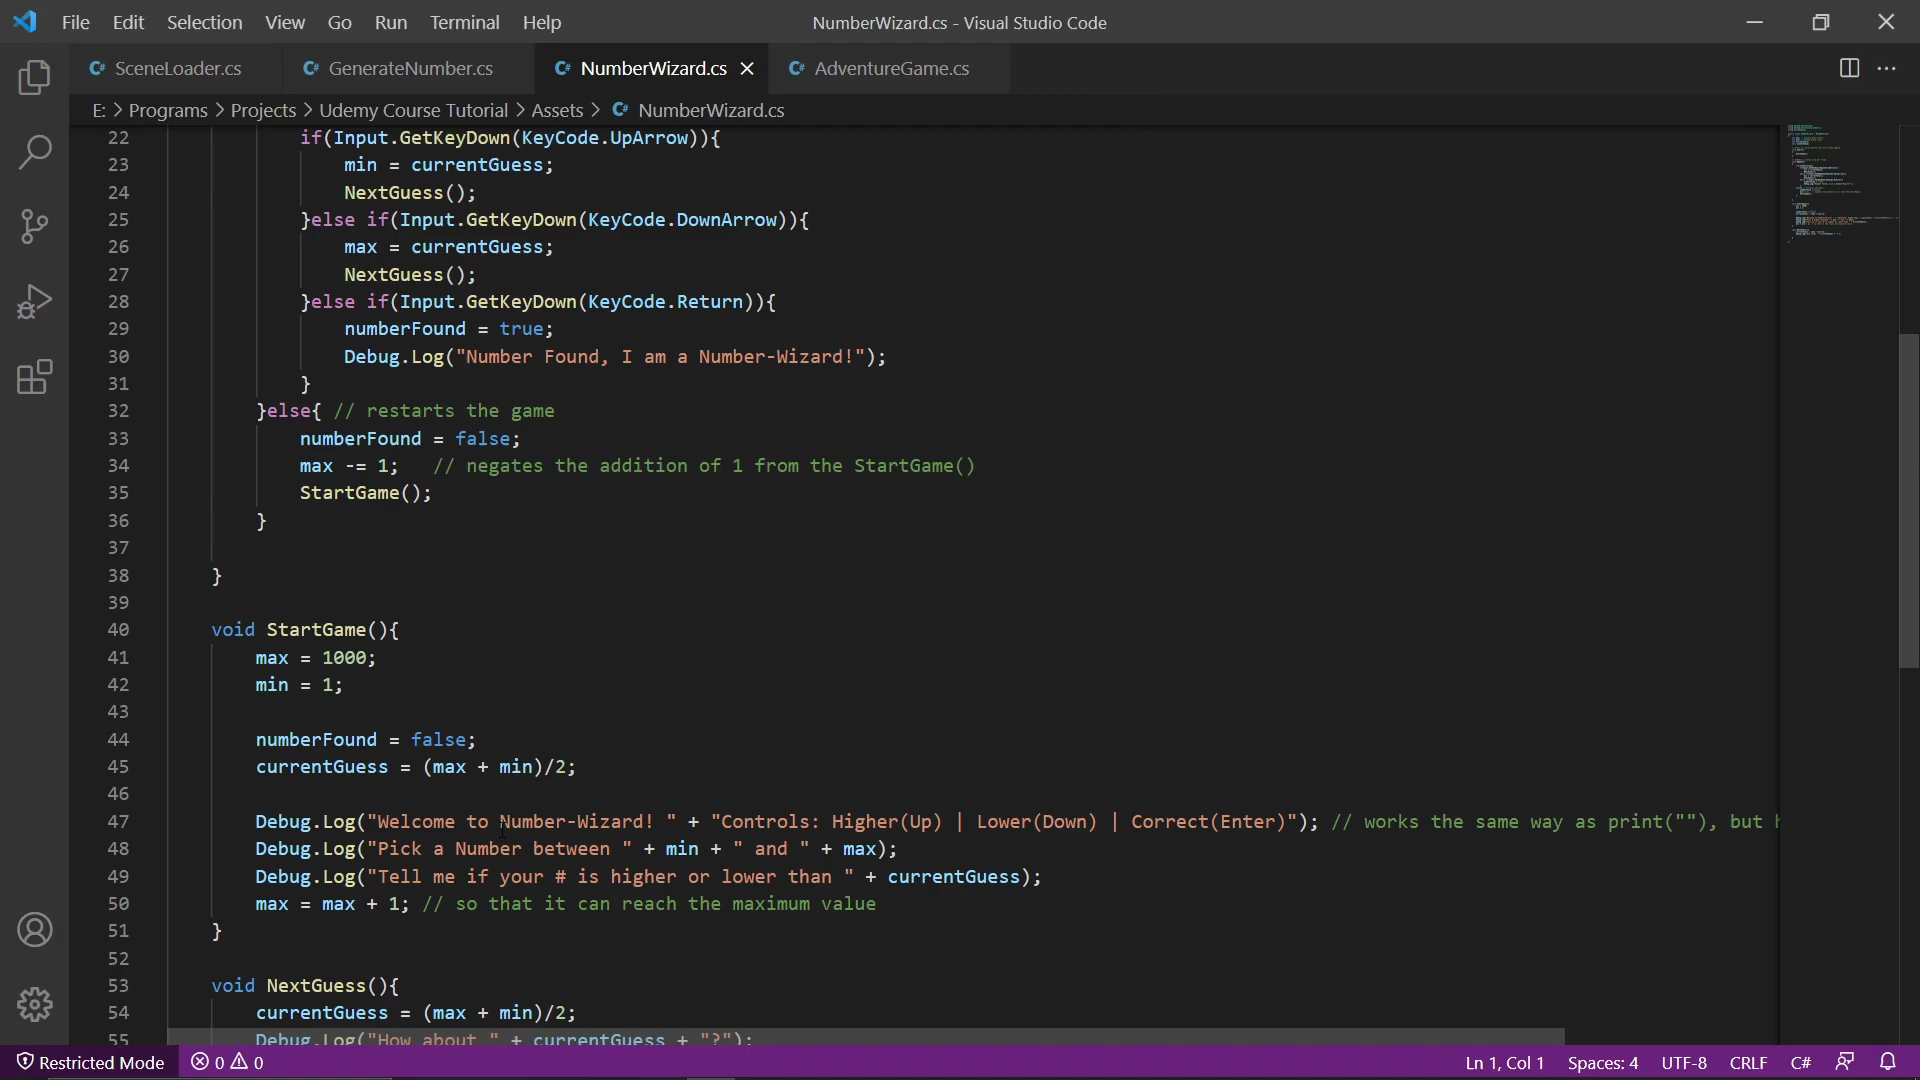 File Edit Selection View Go Run Terminal Help NumberWizard.cs - Visual Studio Code
SceneLoader.cs GenerateNumber.cs NumberWizard.cs AdventureGame.cs
E: > Programs > Projects > Udemy Course Tutorial > Assets > NumberWizard.cs
22 if(Input.GetKeyDown(KeyCode.UpArrow)){
23 min = currentGuess;
24 NextGuess();
25 }else if(Input.GetKeyDown(KeyCode.DownArrow)){
26 max = currentGuess;
27 NextGuess();
28 }else if(Input.GetKeyDown(KeyCode.Return)){
29 numberFound = true;
30 Debug.Log("Number Found, I am a Number-Wizard!");
31 }
32 }else{ // restarts the game
33 numberFound = false;
34 max -= 1; // negates the addition of 1 from the StartGame()
35 StartGame();
36 }
37
38 }
39
40 void StartGame(){
41 max = 1000;
42 min = 1;
43
44 numberFound = false;
45 currentGuess = (max + min)/2;
46
47 Debug.Log("Welcome to Number-Wizard! " + "Controls: Higher(Up) | Lower(Down) | Correct(Enter)"); // works the same way as print(""), but
48 Debug.Log("Pick a Number between " + min + " and " + max);
49 Debug.Log("Tell me if your # is higher or lower than " + currentGuess);
50 max = max + 1; // so that it can reach the maximum value
51 }
52
53 void NextGuess(){
54 currentGuess = (max + min)/2;
55 Debug.Log("How about " + currentGuess + "?");
Restricted Mode 0 0 Ln 1, Col 1 Spaces: 4 UTF-8 CRLF C#